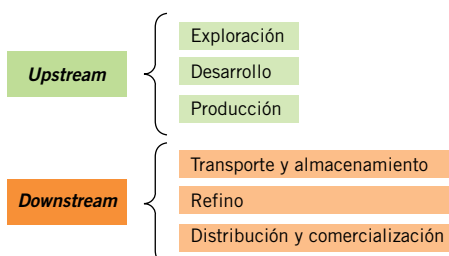 Upstream
Exploración
Desarrollo
Producción
Downstream
Transporte y almacenamiento
Refino
Distribución y comercialización